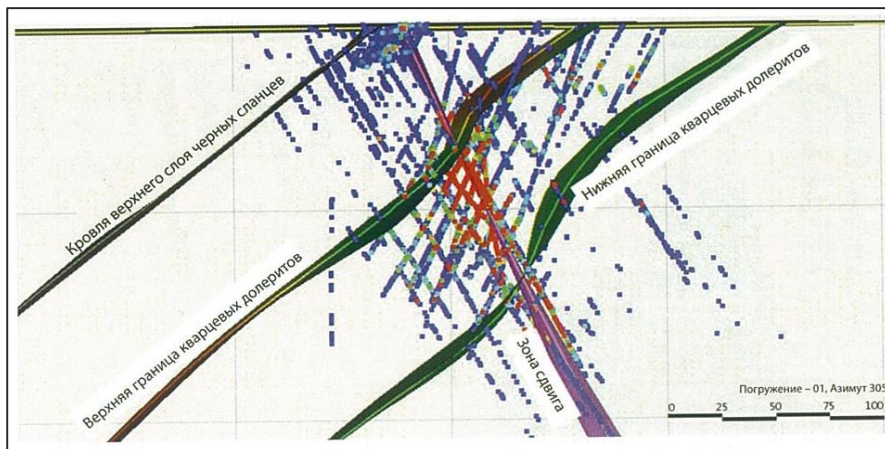 Кровля верхнего слоя черных сланцев
Верхняя граница кварцевых долеритов
Нижняя граница кварцевых долеритов
Зона сдвига
Погружение – 01, Азимут 305
0 25 50 75 100